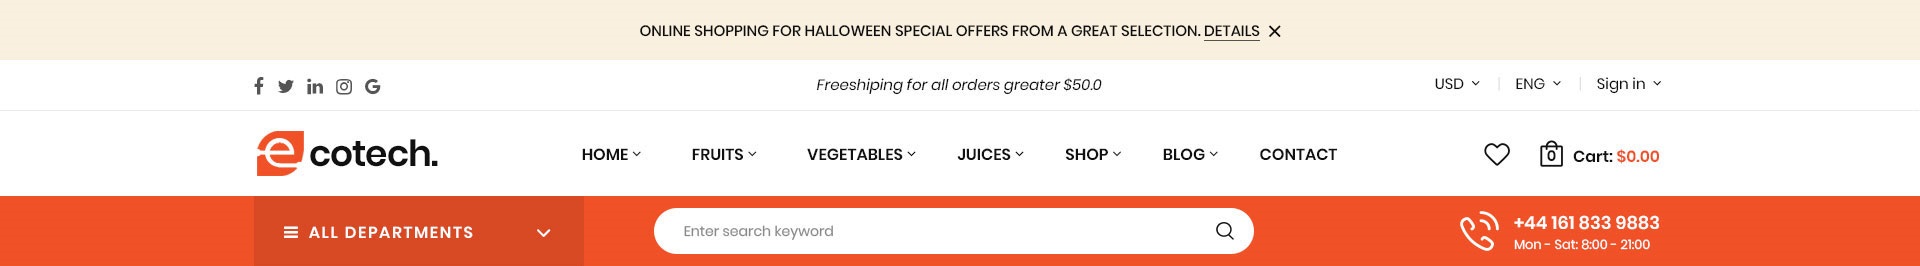 ONLINE SHOPPING FOR HALLOWEEN SPECIAL OFFERS FROM A GREAT SELECTION. DETAILS
Freeshiping for all orders greater $50.0
USD
ENG
Sign in
ecotech.
HOME
FRUITS
VEGETABLES
JUICES
SHOP
BLOG
CONTACT
0
Cart: $0.00
ALL DEPARTMENTS
Enter search keyword
+44 161 833 9883
Mon - Sat: 8:00 - 21:00